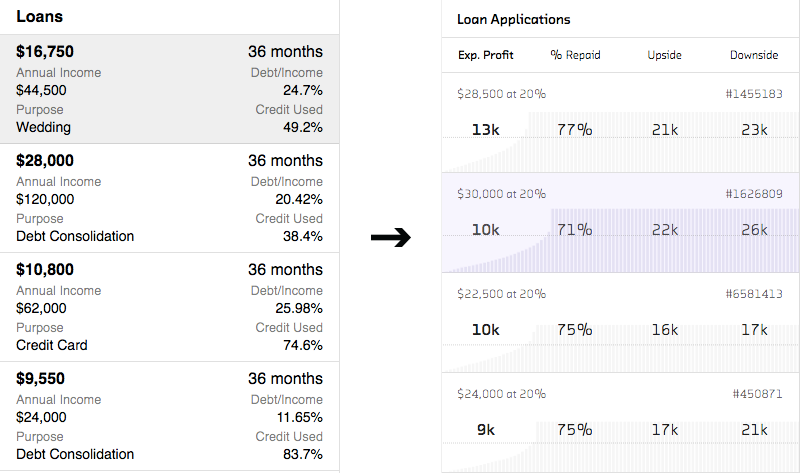 Loans
$16,750 36 months
Annual Income Debt/Income
$44,500 24.7%
Purpose Credit Used
Wedding 49.2%
$28,000 36 months
Annual Income Debt/Income
$120,000 20.42%
Purpose Credit Used
Debt Consolidation 38.4%
$10,800 36 months
Annual Income Debt/Income
$62,000 25.98%
Purpose Credit Used
Credit Card 74.6%
$9,550 36 months
Annual Income Debt/Income
$24,000 11.65%
Purpose Credit Used
Debt Consolidation 83.7%
Loan Applications
Exp. Profit % Repaid Upside Downside
$28,500 at 20% #1455183
13k 77% 21k 23k
$30,000 at 20% #1626809
10k 71% 22k 26k
$22,500 at 20% #6581413
10k 75% 16k 17k
$24,000 at 20% #450871
9k 75% 17k 21k